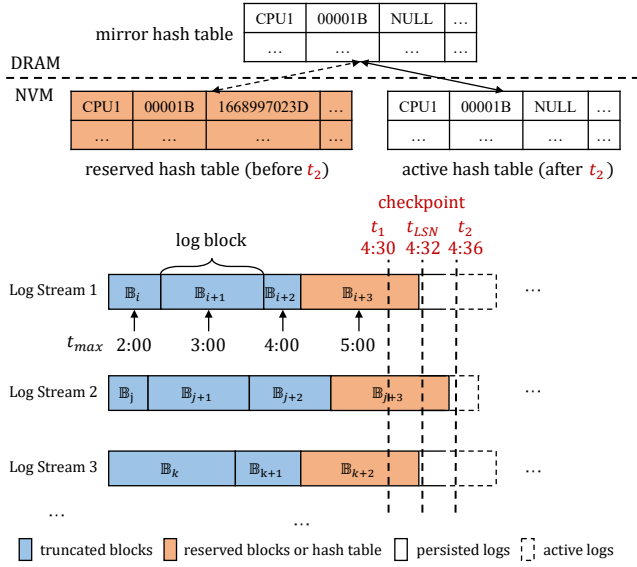 mirror hash table
CPU1 00001B NULL …
… … … …
DRAM
NVM
CPU1 00001B 1668997023D …
… … … …
CPU1 00001B NULL …
… … … …
reserved hash table (before t₂)
active hash table (after t₂)
checkpoint
t₁ t_LSN t₂
4:30 4:32 4:36
log block
Log Stream 1 𝔹ᵢ 𝔹ᵢ₊₁ 𝔹ᵢ₊₂ 𝔹ᵢ₊₃ …
t_max 2:00 3:00 4:00 5:00
Log Stream 2 𝔹ⱼ 𝔹ⱼ₊₁ 𝔹ⱼ₊₂ 𝔹ⱼ₊₃ …
Log Stream 3 𝔹ₖ 𝔹ₖ₊₁ 𝔹ₖ₊₂ …
… …
truncated blocks reserved blocks or hash table persisted logs active logs